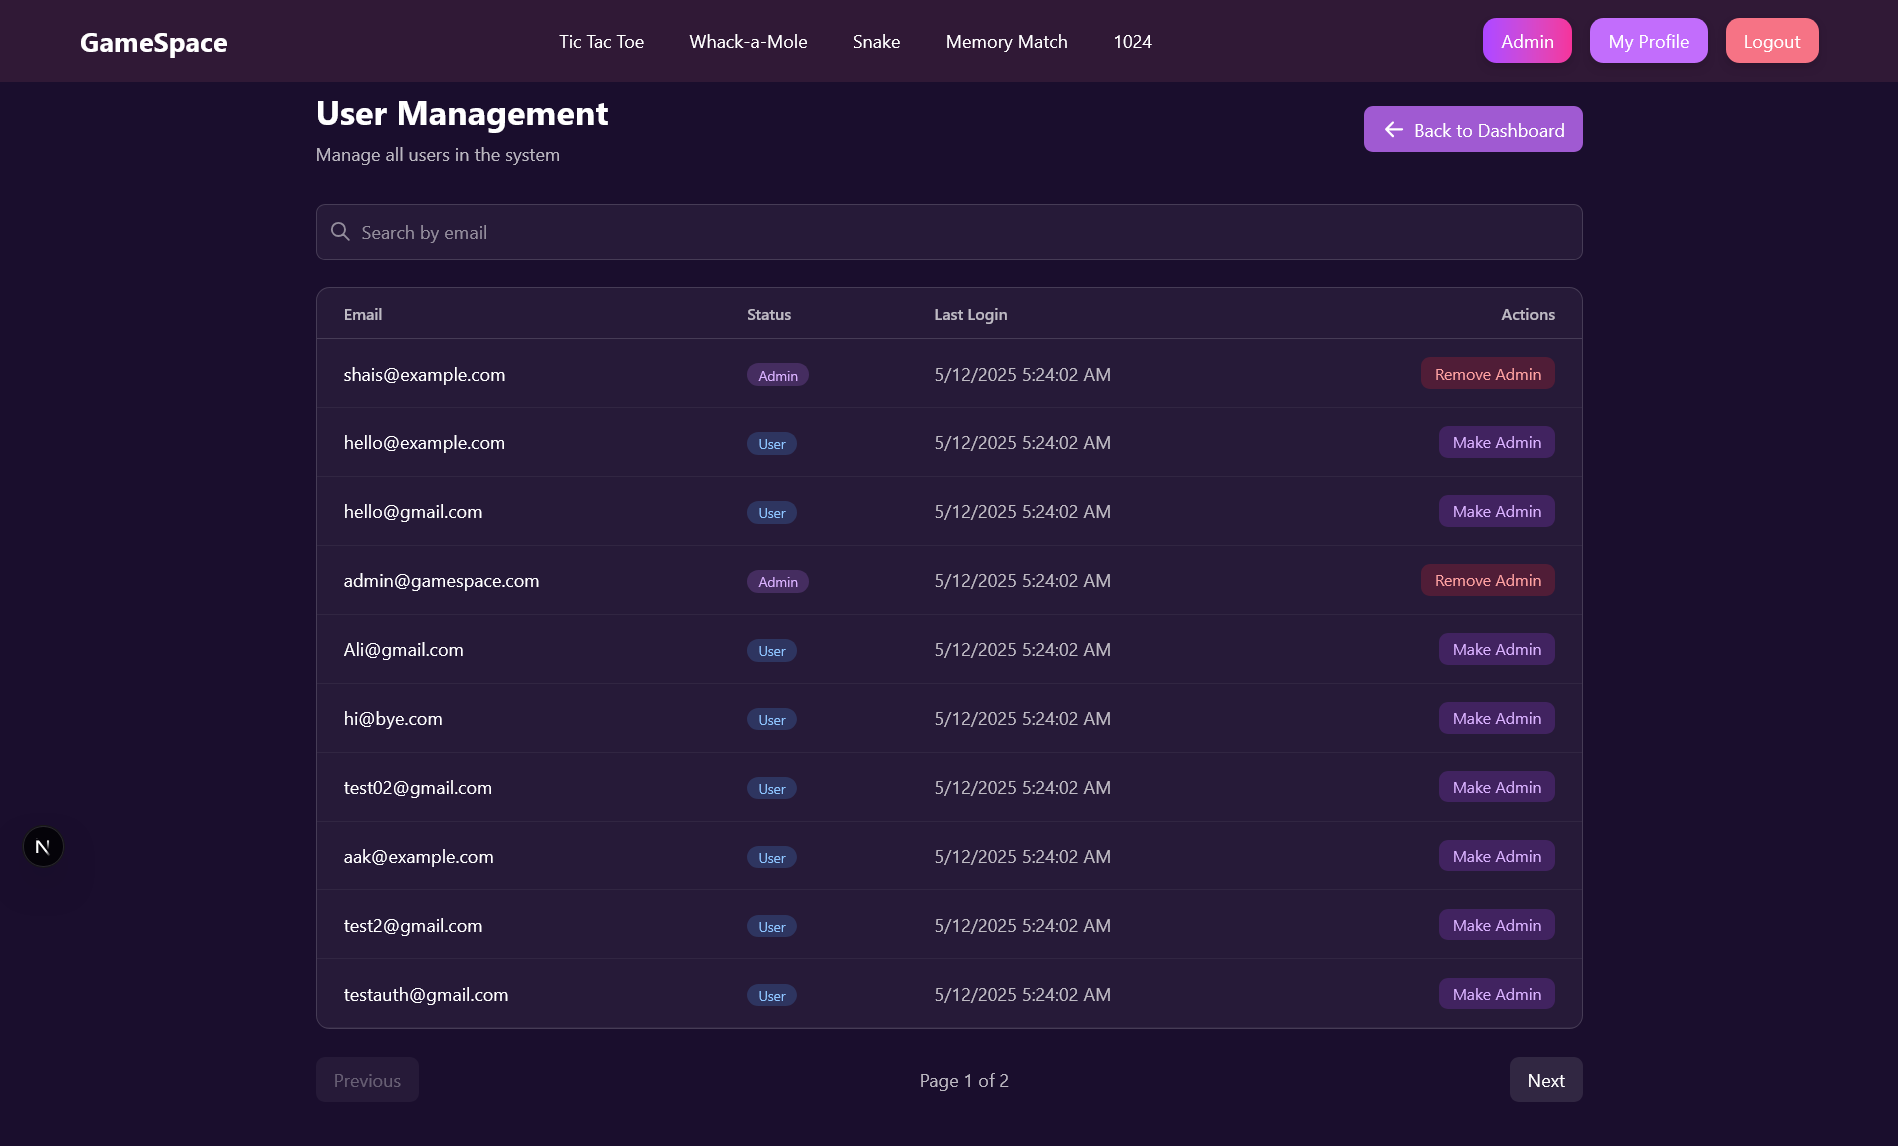 GameSpace
Tic Tac Toe Whack-a-Mole Snake Memory Match 1024
Admin My Profile Logout
User Management
Manage all users in the system
Back to Dashboard
Search by email
Email Status Last Login Actions
shais@example.com Admin 5/12/2025 5:24:02 AM Remove Admin
hello@example.com User 5/12/2025 5:24:02 AM Make Admin
hello@gmail.com User 5/12/2025 5:24:02 AM Make Admin
admin@gamespace.com Admin 5/12/2025 5:24:02 AM Remove Admin
Ali@gmail.com User 5/12/2025 5:24:02 AM Make Admin
hi@bye.com User 5/12/2025 5:24:02 AM Make Admin
test02@gmail.com User 5/12/2025 5:24:02 AM Make Admin
aak@example.com User 5/12/2025 5:24:02 AM Make Admin
test2@gmail.com User 5/12/2025 5:24:02 AM Make Admin
testauth@gmail.com User 5/12/2025 5:24:02 AM Make Admin
N
Previous Page 1 of 2 Next